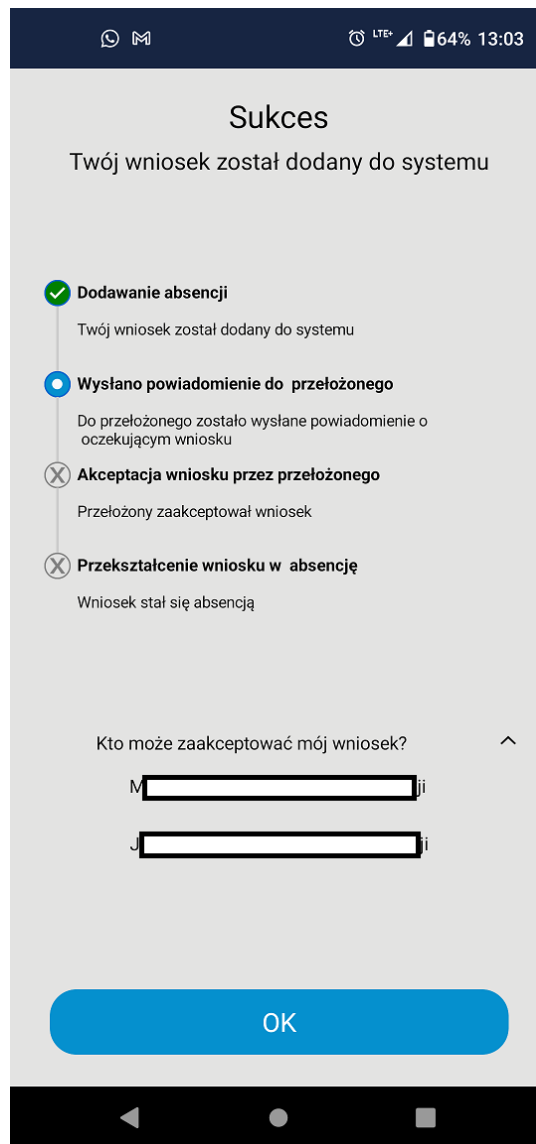 LTE+ 64% 13:03
Sukces
Twój wniosek został dodany do systemu
Dodawanie absencji
Twój wniosek został dodany do systemu
Wysłano powiadomienie do przełożonego
Do przełożonego zostało wysłane powiadomienie o
oczekującym wniosku
Akceptacja wniosku przez przełożonego
Przełożony zaakceptował wniosek
Przekształcenie wniosku w absencję
Wniosek stał się absencją
Kto może zaakceptować mój wniosek?
OK